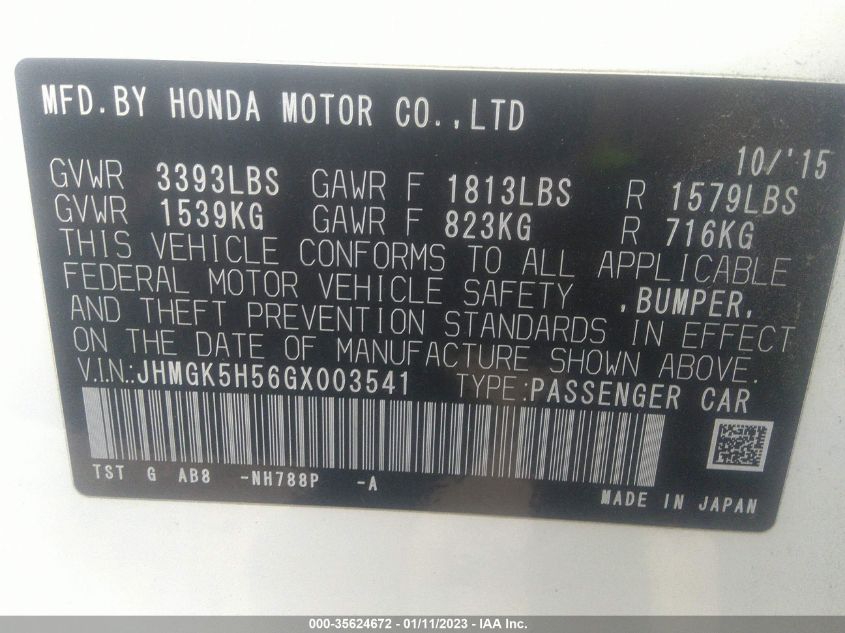 MFD.BY HONDA MOTOR CO.,LTD
10/'15
GVWR 3393LBS GAWR F 1813LBS R 1579LBS
GVWR 1539KG GAWR F 823KG R 716KG
THIS VEHICLE CONFORMS TO ALL APPLICABLE
FEDERAL MOTOR VEHICLE SAFETY ,BUMPER,
AND THEFT PREVENTION STANDARDS IN EFFECT
ON THE DATE OF MANUFACTURE SHOWN ABOVE.
V.I.N.:JHMGK5H56GX003541 TYPE:PASSENGER CAR
TST G AB8 -NH788P -A
MADE IN JAPAN
000-35624672 — 01/11/2023 — IAA Inc.